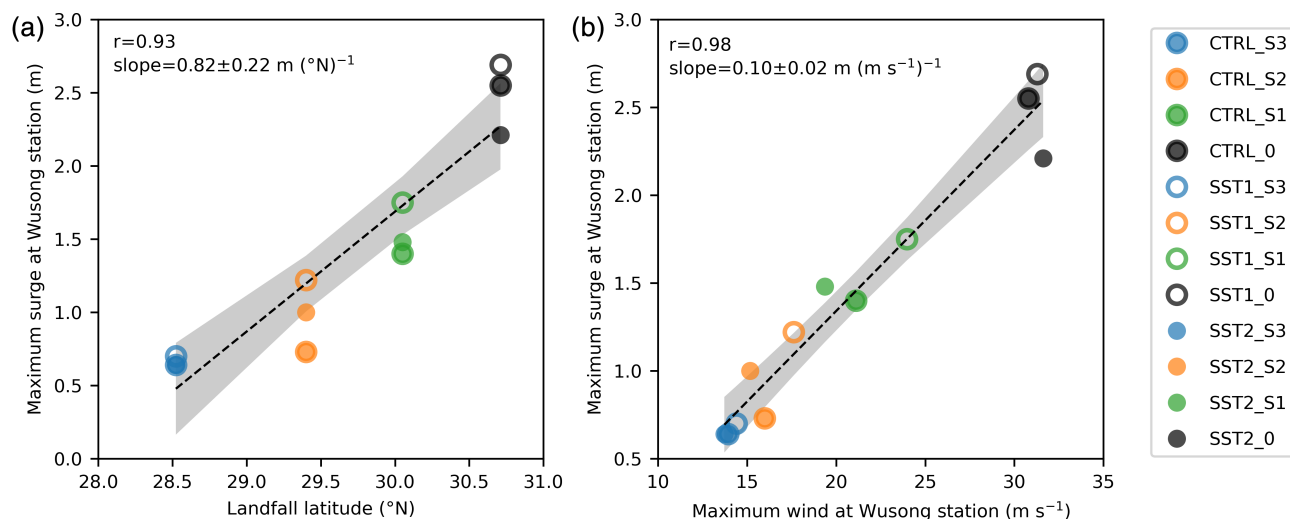 (a)
r=0.93
slope=0.82±0.22 m (°N)⁻¹
Maximum surge at Wusong station (m)
3.0
2.5
2.0
1.5
1.0
0.5
0.0
28.0 28.5 29.0 29.5 30.0 30.5 31.0
Landfall latitude (°N)
(b)
r=0.98
slope=0.10±0.02 m (m s⁻¹)⁻¹
Maximum surge at Wusong station (m)
3.0
2.5
2.0
1.5
1.0
0.5
10 15 20 25 30 35
Maximum wind at Wusong station (m s⁻¹)
CTRL_S3
CTRL_S2
CTRL_S1
CTRL_0
SST1_S3
SST1_S2
SST1_S1
SST1_0
SST2_S3
SST2_S2
SST2_S1
SST2_0